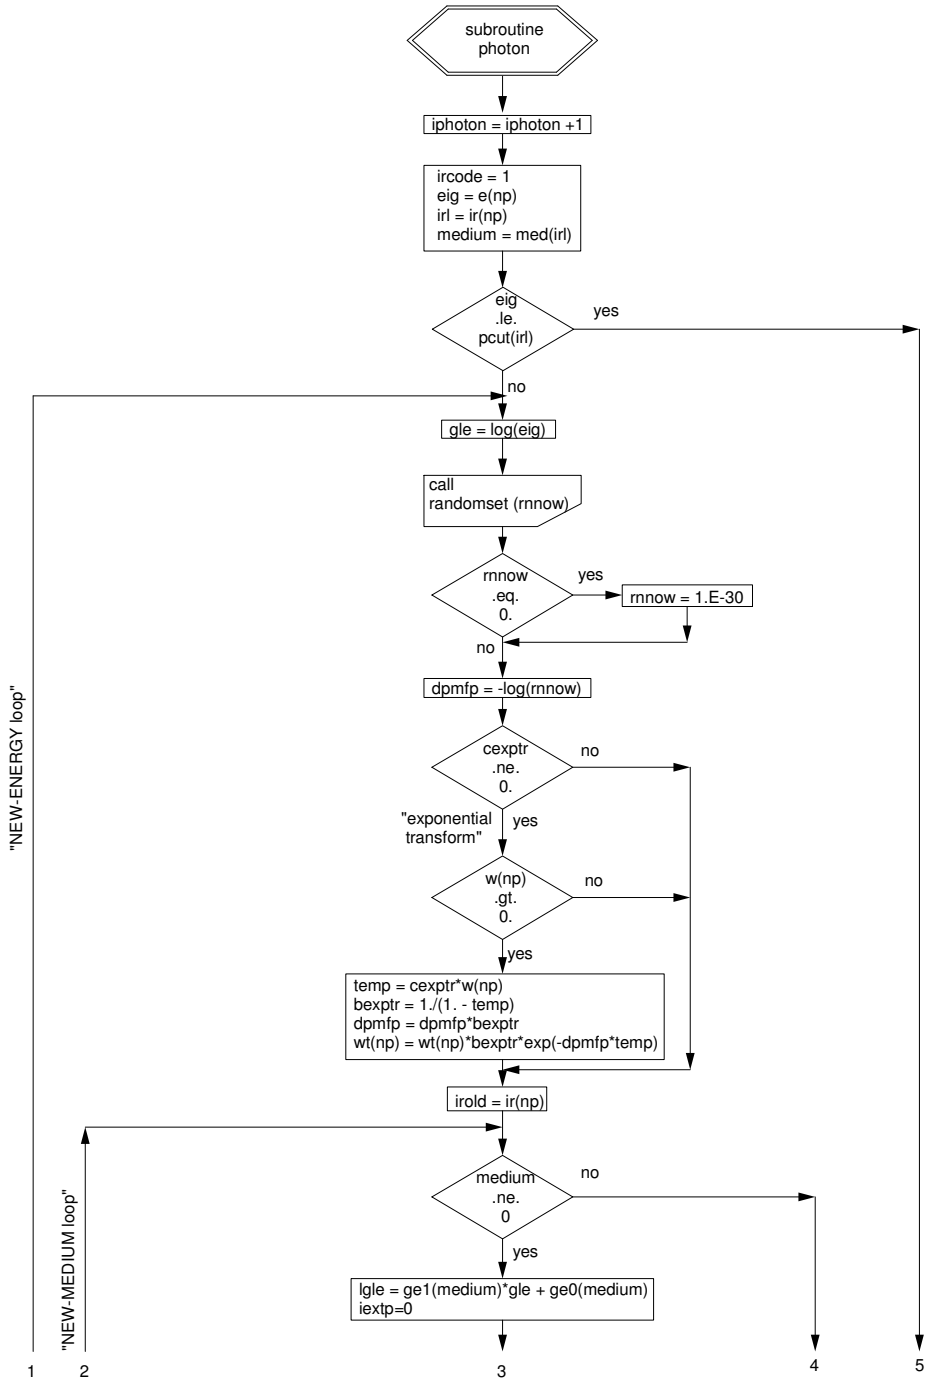 subroutine
photon
iphoton = iphoton +1
ircode = 1
eig = e(np)
irl = ir(np)
medium = med(irl)
eig
.le.
pcut(irl)
yes
no
gle = log(eig)
call
randomset (rnnow)
rnnow
.eq.
0.
yes
rnnow = 1.E-30
no
dpmfp = -log(rnnow)
cexptr
.ne.
0.
no
"exponential
transform"
yes
w(np)
.gt.
0.
no
yes
temp = cexptr*w(np)
bexptr = 1./(1. - temp)
dpmfp = dpmfp*bexptr
wt(np) = wt(np)*bexptr*exp(-dpmfp*temp)
irold = ir(np)
medium
.ne.
0
no
yes
lgle = ge1(medium)*gle + ge0(medium)
iextp=0
"NEW-ENERGY loop"
"NEW-MEDIUM loop"
1
2
3
4
5